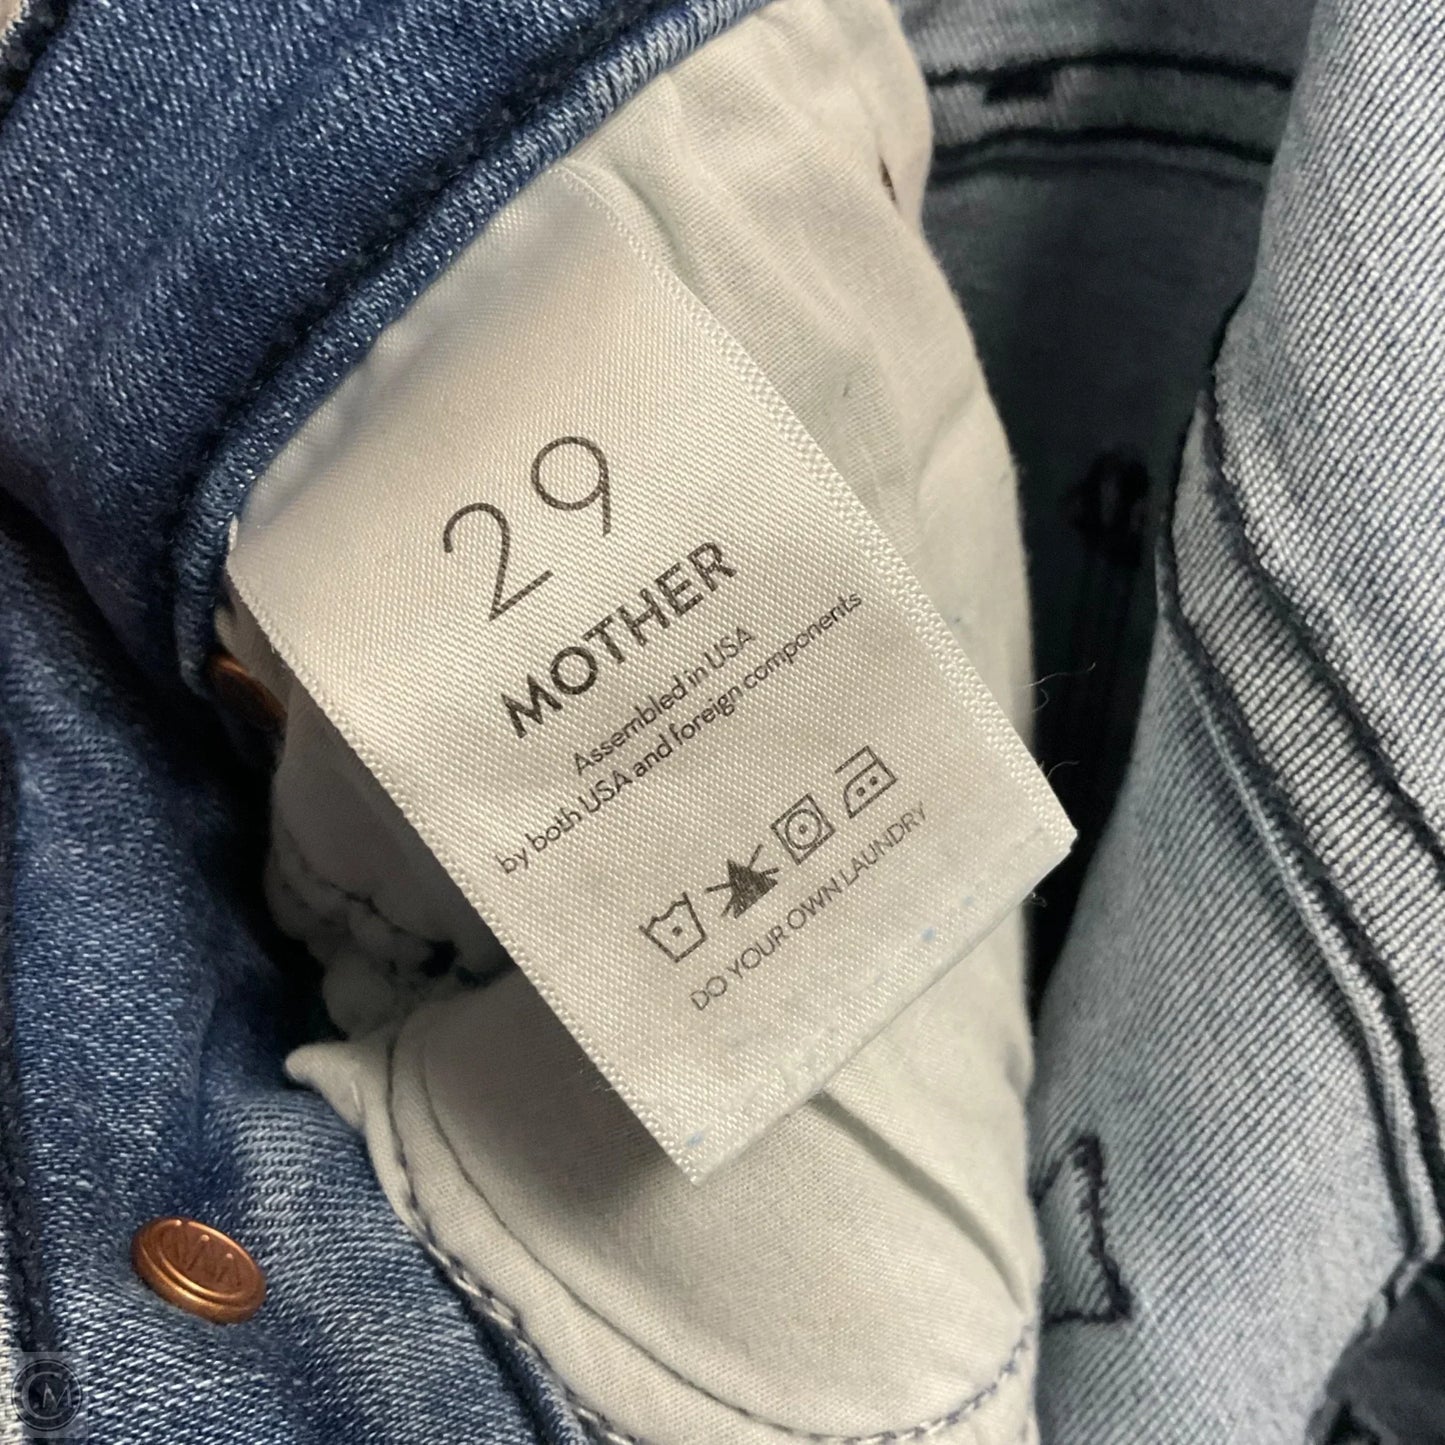 29
MOTHER
Assembled in USA
by both USA and foreign components
DO YOUR OWN LAUNDRY